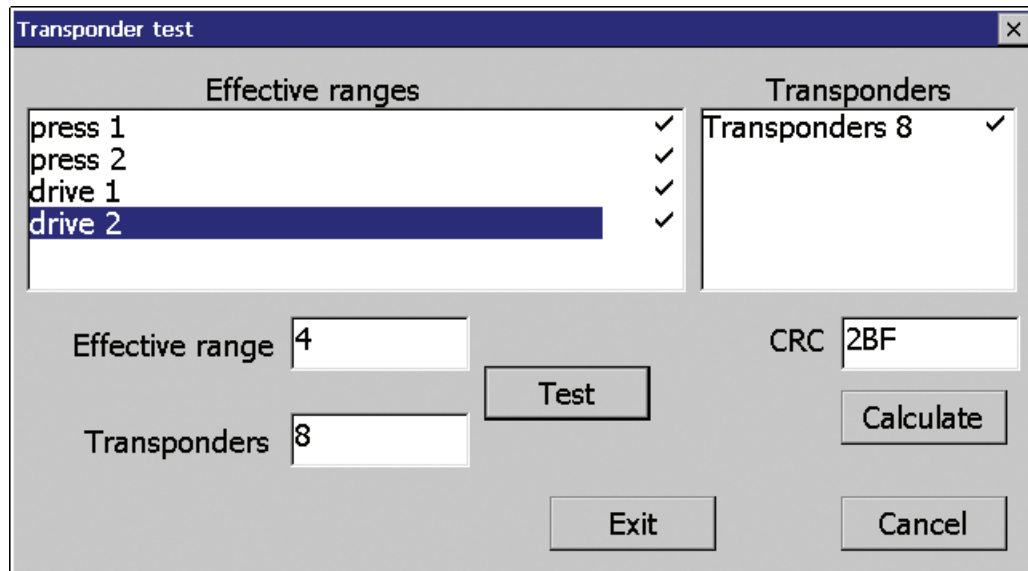 Transponder test
Effective ranges
press 1
press 2
drive 1
drive 2
Transponders
Transponders 8
Effective range 4
Transponders 8
Test
CRC 2BF
Calculate
Exit
Cancel